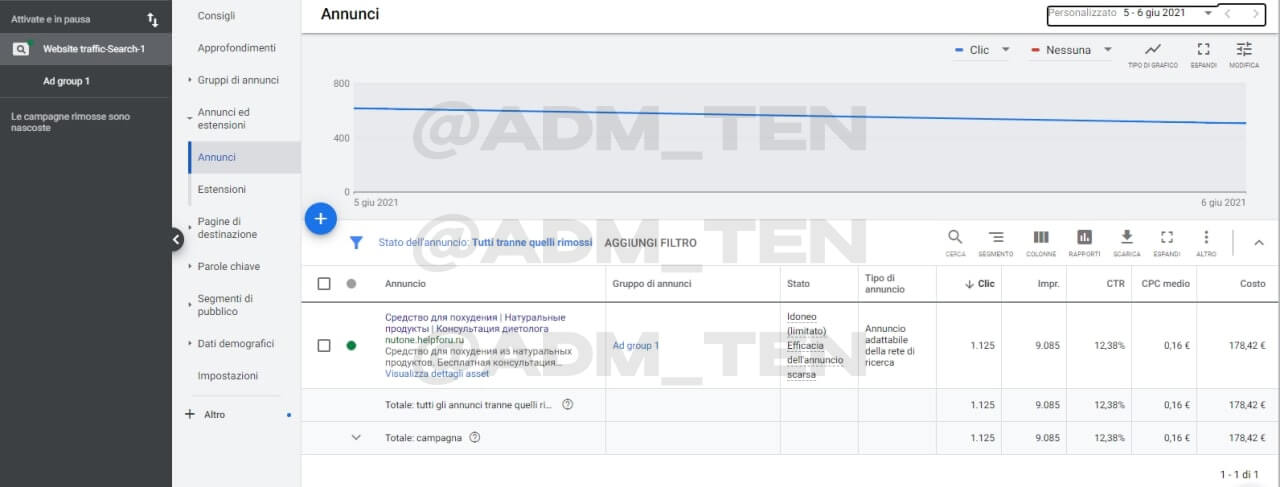 Attivate e in pausa
Website traffic-Search-1
Ad group 1
Le campagne rimosse sono
nascoste
Consigli
Approfondimenti
Gruppi di annunci
Annunci ed
estensioni
Annunci
Estensioni
Pagine di
destinazione
Parole chiave
Segmenti di
pubblico
Dati demografici
Impostazioni
Altro
Annunci
Personalizzato 5 - 6 giu 2021
Clic
Nessuna
TIPO DI GRAFICO
ESPANDI
MODIFICA
800
400
0
5 giu 2021
6 giu 2021
@ADM_TEN
@ADM_TEN
@ADM_TEN
Stato dell'annuncio: Tutti tranne quelli rimossi
AGGIUNGI FILTRO
CERCA
SEGMENTO
COLONNE
RAPPORTI
SCARICA
ESPANDI
ALTRO
Annuncio
Gruppo di annunci
Stato
Tipo di
annuncio
Clic
Impr.
CTR
CPC medio
Costo
Средство для похудения | Натуральные
продукты | Консультация диетолога
nutone.helpforu.ru
Средство для похудения из натуральных
продуктов. Бесплатная консультация...
Visualizza dettagli asset
Ad group 1
Idoneo
(limitato)
Efficacia
dell'annuncio
scarsa
Annuncio
adattabile
della rete di
ricerca
1.125
9.085
12,38%
0,16 €
178,42 €
Totale: tutti gli annunci tranne quelli ri...
1.125
9.085
12,38%
0,16 €
178,42 €
Totale: campagna
1.125
9.085
12,38%
0,16 €
178,42 €
1 - 1 di 1